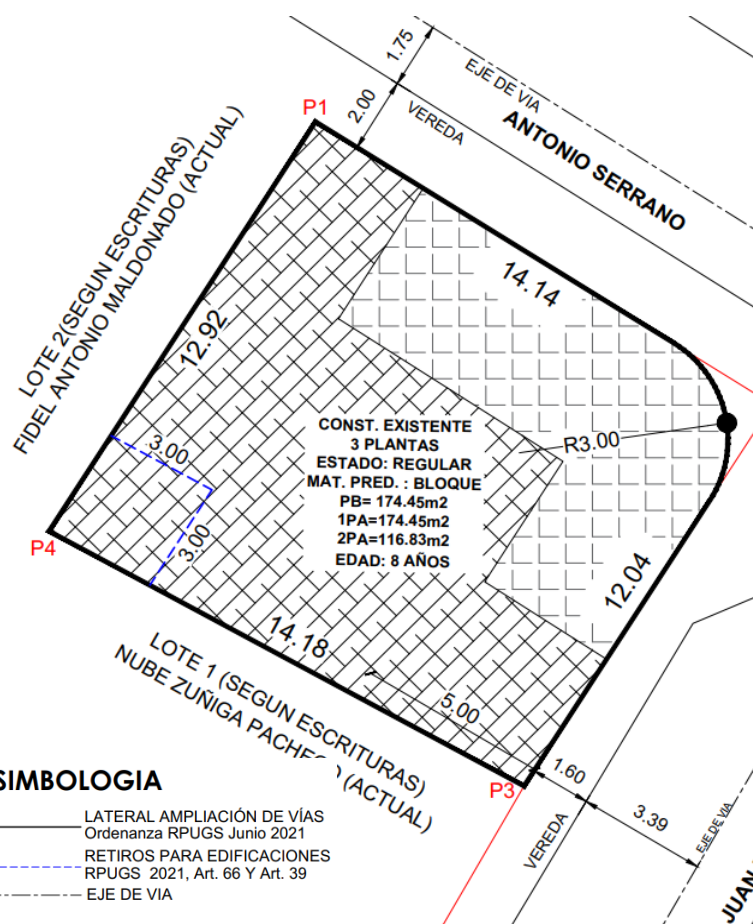 1.75
EJE DE VIA
2.00
VEREDA
ANTONIO SERRANO
P1
LOTE 2(SEGUN ESCRITURAS)
FIDEL ANTONIO MALDONADO (ACTUAL)
14.14
12.92
CONST. EXISTENTE
3 PLANTAS
ESTADO: REGULAR
MAT. PRED. : BLOQUE
PB= 174.45m2
1PA=174.45m2
2PA=116.83m2
EDAD: 8 AÑOS
R3.00
3.00
3.00
P4
12.04
14.18
LOTE 1 (SEGUN ESCRITURAS)
NUBE ZUÑIGA PACHECO (ACTUAL)
5.00
P3
1.60
3.39
VEREDA
EJE DE VIA
JUAN
SIMBOLOGIA
LATERAL AMPLIACIÓN DE VÍAS
Ordenanza RPUGS Junio 2021
RETIROS PARA EDIFICACIONES
RPUGS 2021, Art. 66 Y Art. 39
EJE DE VIA